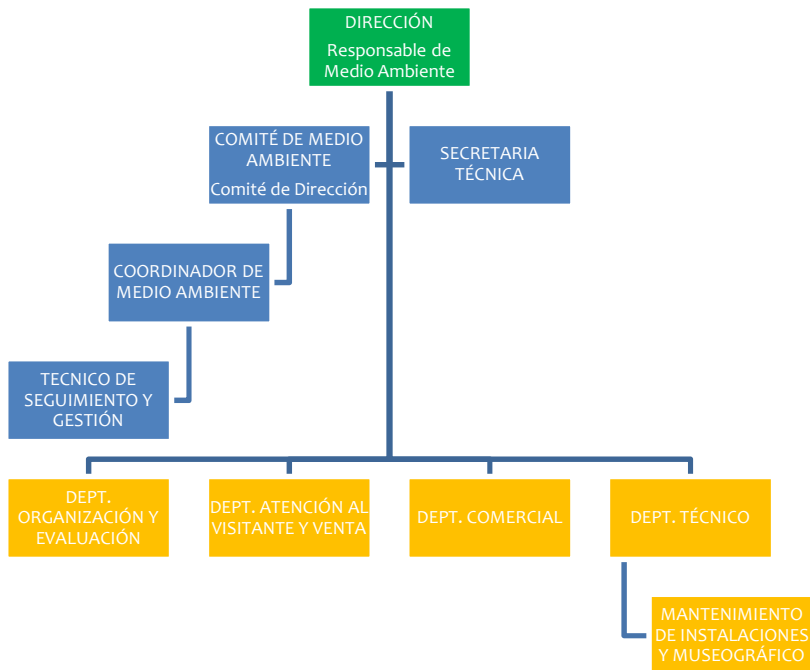 DIRECCIÓN
Responsable de
Medio Ambiente
COMITÉ DE MEDIO
AMBIENTE
Comité de Dirección
SECRETARIA
TÉCNICA
COORDINADOR DE
MEDIO AMBIENTE
TECNICO DE
SEGUIMIENTO Y
GESTIÓN
DEPT.
ORGANIZACIÓN Y
EVALUACIÓN
DEPT. ATENCIÓN AL
VISITANTE Y VENTA
DEPT. COMERCIAL
DEPT. TÉCNICO
MANTENIMIENTO
DE INSTALACIONES
Y MUSEOGRÁFICO